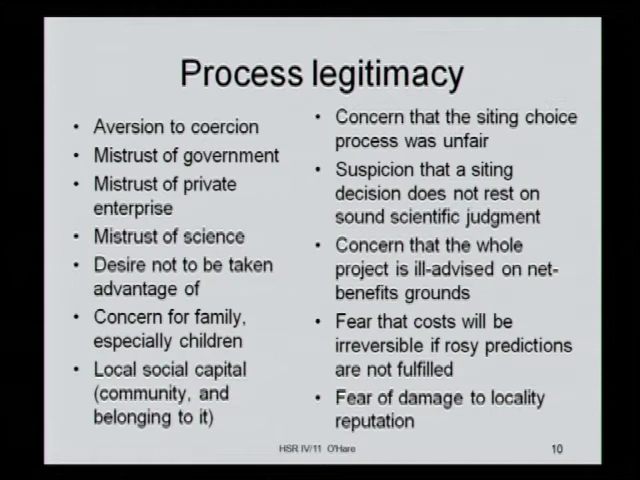 Process legitimacy
• Aversion to coercion
• Mistrust of government
• Mistrust of private
enterprise
• Mistrust of science
• Desire not to be taken
advantage of
• Concern for family,
especially children
• Local social capital
(community, and
belonging to it)
• Concern that the siting choice
process was unfair
• Suspicion that a siting
decision does not rest on
sound scientific judgment
• Concern that the whole
project is ill-advised on net-
benefits grounds
• Fear that costs will be
irreversible if rosy predictions
are not fulfilled
• Fear of damage to locality
reputation
HSR IV/11 O'Hare
10